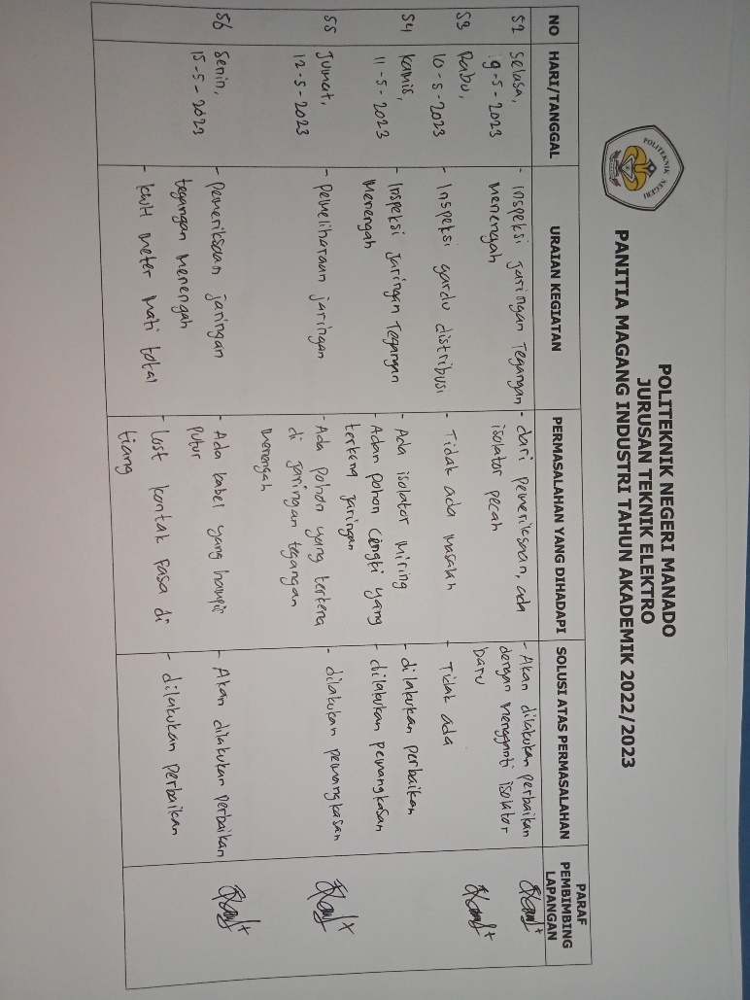 POLITEKNIK NEGERI
POLITEKNIK NEGERI MANADO
JURUSAN TEKNIK ELEKTRO
PANITIA MAGANG INDUSTRI TAHUN AKADEMIK 2022/2023
NO HARI/TANGGAL URAIAN KEGIATAN PERMASALAHAN YANG DIHADAPI SOLUSI ATAS PERMASALAHAN PARAF PEMBIMBING LAPANGAN
52 Selasa, - Inspeksi jaringan Tegangan - dari pemeriksaan, ada - Akan dilakukan perbaikan
9-5-2023 menengah isolator pecah dengan mengganti isolator
baru
53 Rabu, - Inspeksi gardu distribusi - Tidak ada masalah - Tidak ada
10-5-2023
54 Kamis, - Inspeksi Jaringan Tegangan - Ada isolator miring - dilakukan perbaikan
11-5-2023 Menengah - Adan pohon Cengki yang - dilakukan pemangkasan
terkena jaringan
55 Jumat, - pemeliharaan jaringan - Ada pohon yang terkena - dilakukan pemangkasan
12-5-2023 di jaringan tegangan
menengah
56 Senin, - pemeriksaan jaringan - Ada kabel yang hampir - Akan dilakukan perbaikan
15-5-2023 tegangan menengah putur
- kwH meter mati total - Lost kontak fasa di - dilakukan perbaikan
tiang